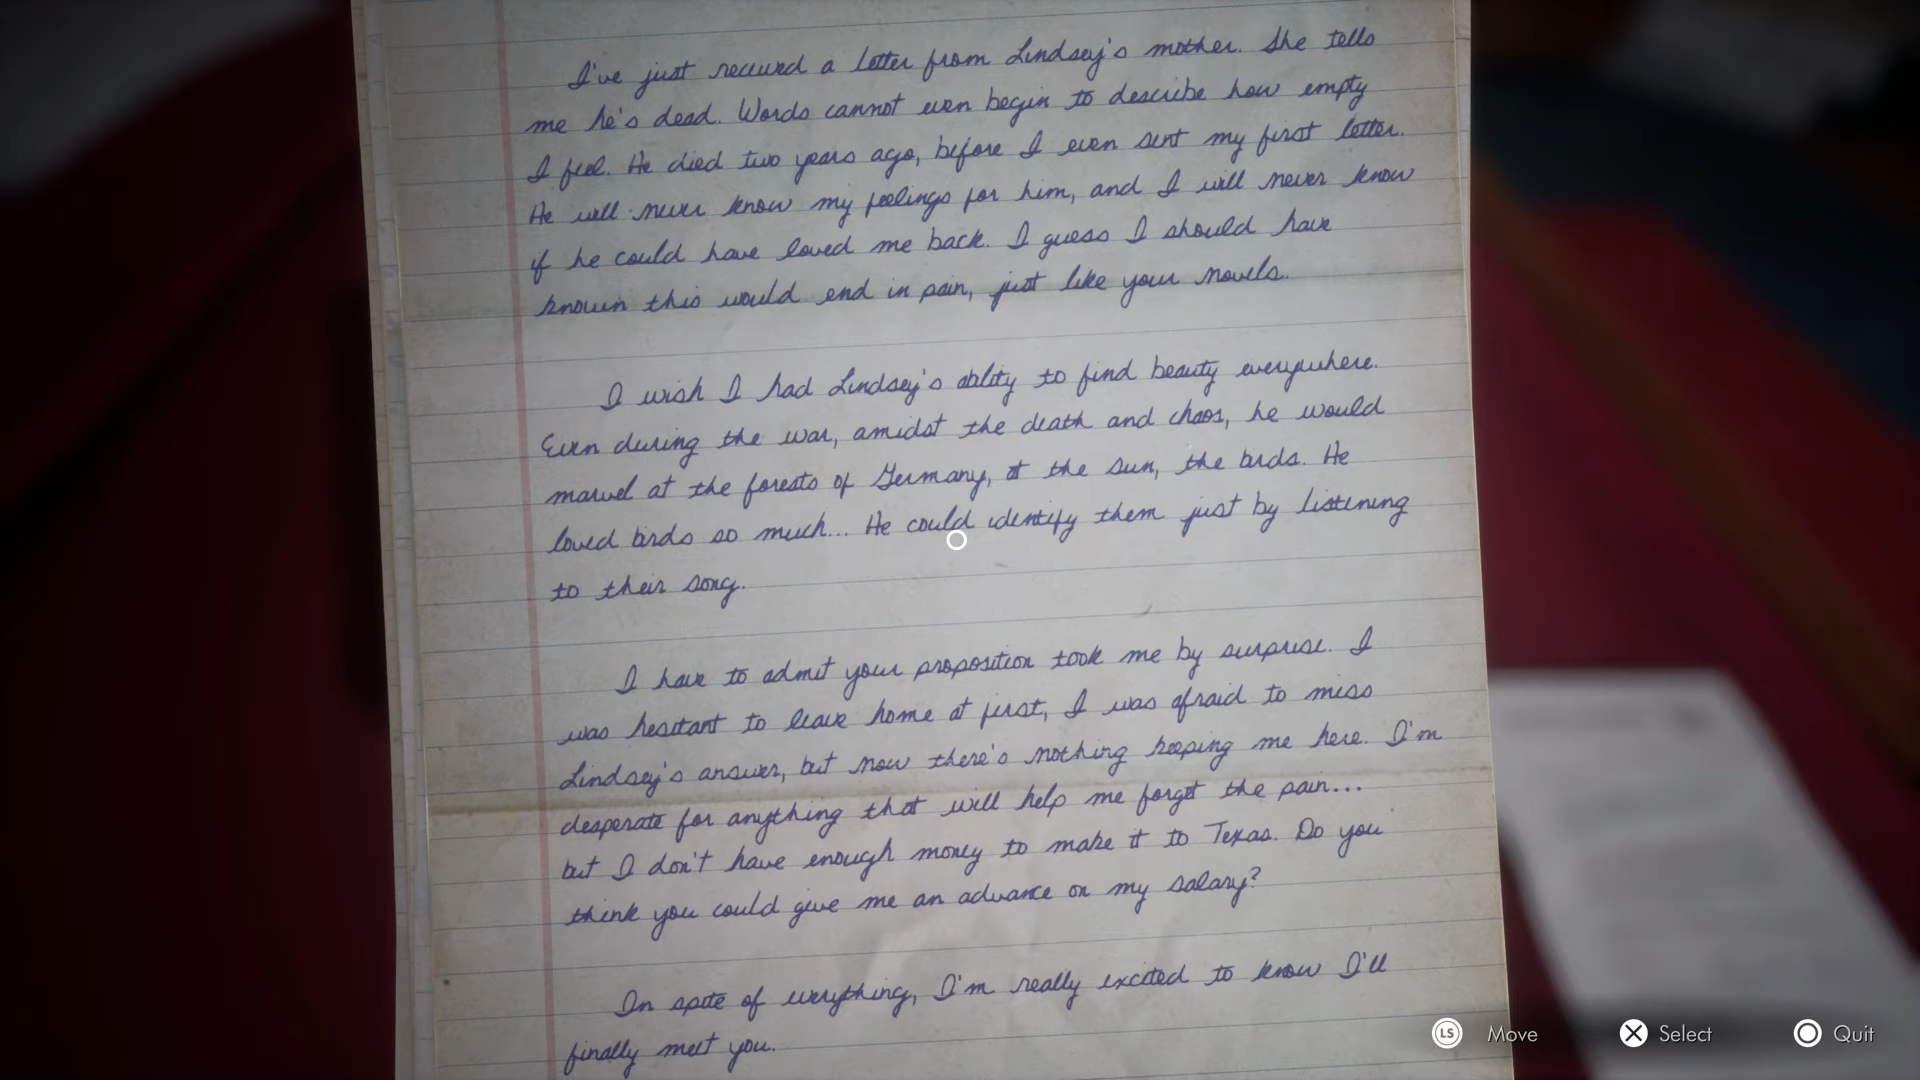 I've just received a letter from Lindsey's mother. She tells
me he's dead. Words cannot even begin to describe how empty
I feel. He died two years ago, before I even sent my first letter.
He will never know my feelings for him, and I will never know
if he could have loved me back. I guess I should have
known this would end in pain, just like your novels.
I wish I had Lindsey's ability to find beauty everywhere.
Even during the war, amidst the death and chaos, he would
marvel at the forests of Germany, at the sun, the birds. He
loved birds so much... He could identify them just by listening
to their song.
I have to admit your proposition took me by surprise. I
was hesitant to leave home at first, I was afraid to miss
Lindsey's answer, but now there's nothing keeping me here. I'm
desperate for anything that will help me forget the pain...
but I don't have enough money to make it to Texas. Do you
think you could give me an advance on my salary?
In spite of everything, I'm really excited to know I'll
finally meet you.
LS Move Select Quit